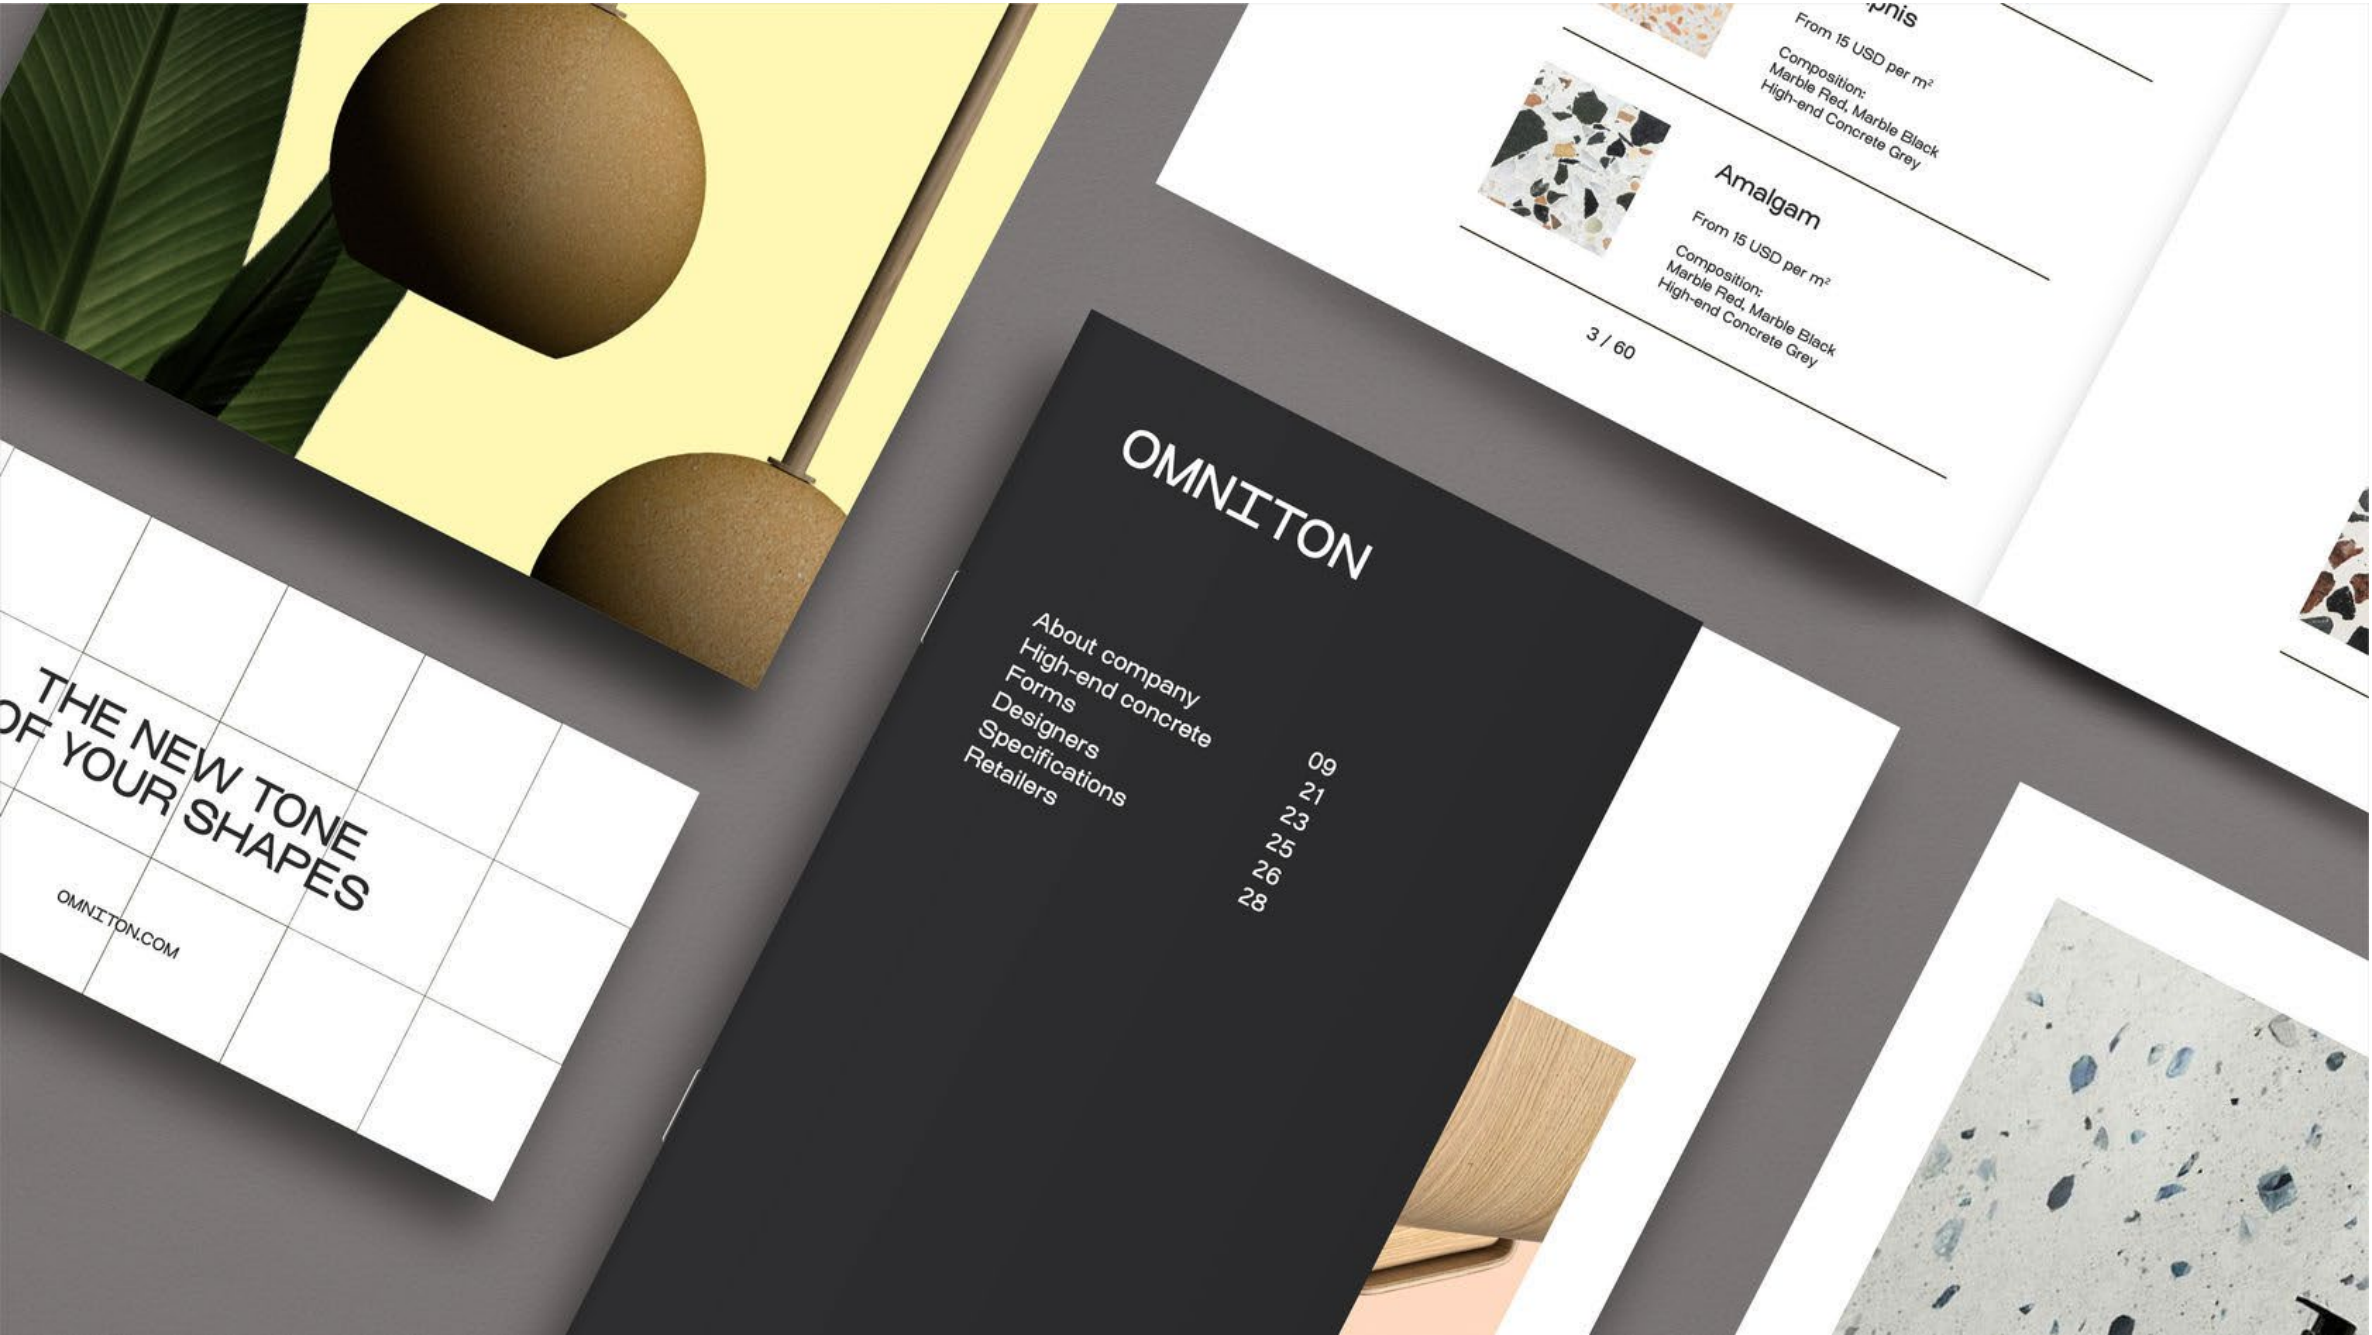 From 15 USD per m²
Composition:
Marble Red, Marble Black
High-end Concrete Grey
Amalgam
From 15 USD per m²
Composition:
Marble Red, Marble Black
High-end Concrete Grey
3 / 60
OMNITON
About company
High-end concrete
Forms
Designers
Specifications
Retailers
09
21
23
25
26
28
THE NEW TONE
OF YOUR SHAPES
OMNITON.COM